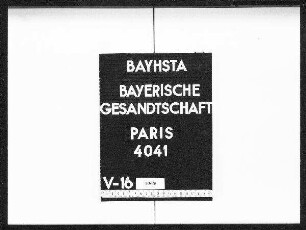 BAYHSTA
BAYERISCHE
GESANDTSCHAFT
PARIS
4041
V-16